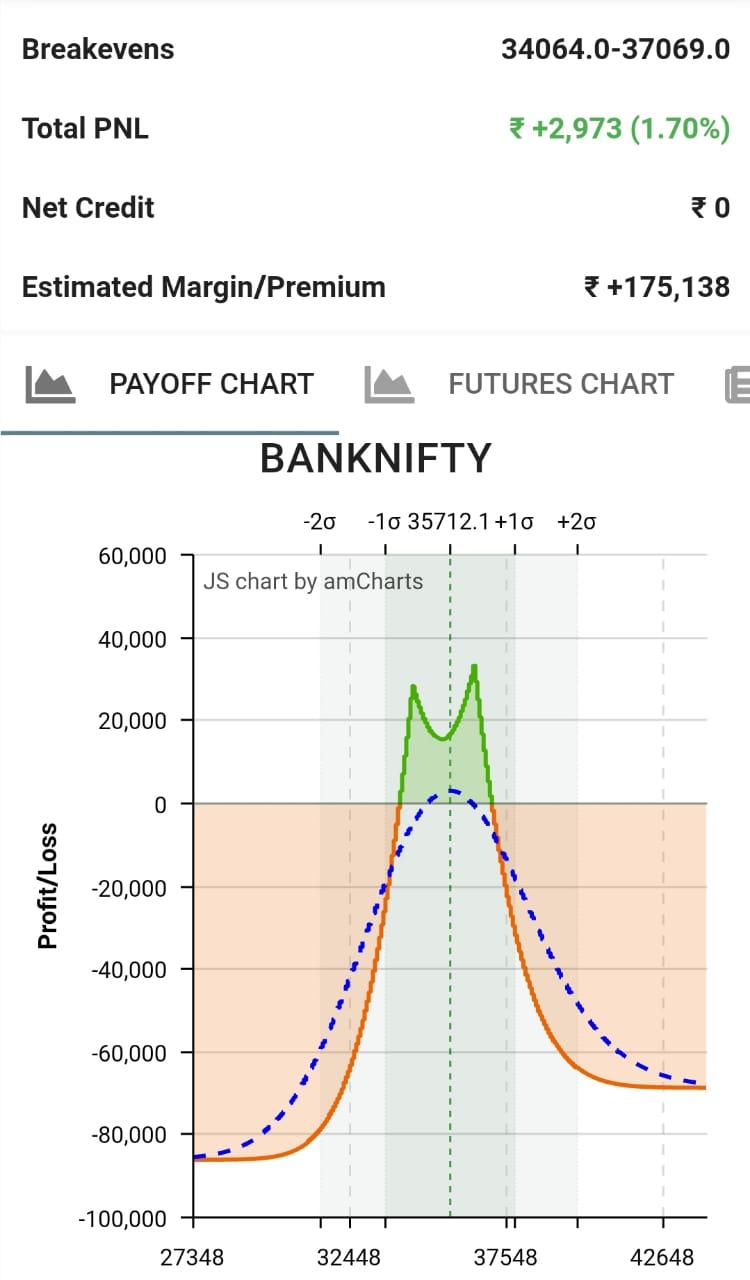 Breakevens 34064.0-37069.0
Total PNL ₹ +2,973 (1.70%)
Net Credit ₹ 0
Estimated Margin/Premium ₹ +175,138
PAYOFF CHART FUTURES CHART
BANKNIFTY
-2σ -1σ 35712.1 +1σ +2σ
60,000
JS chart by amCharts
40,000
20,000
0
-20,000
-40,000
-60,000
-80,000
-100,000
Profit/Loss
27348 32448 37548 42648